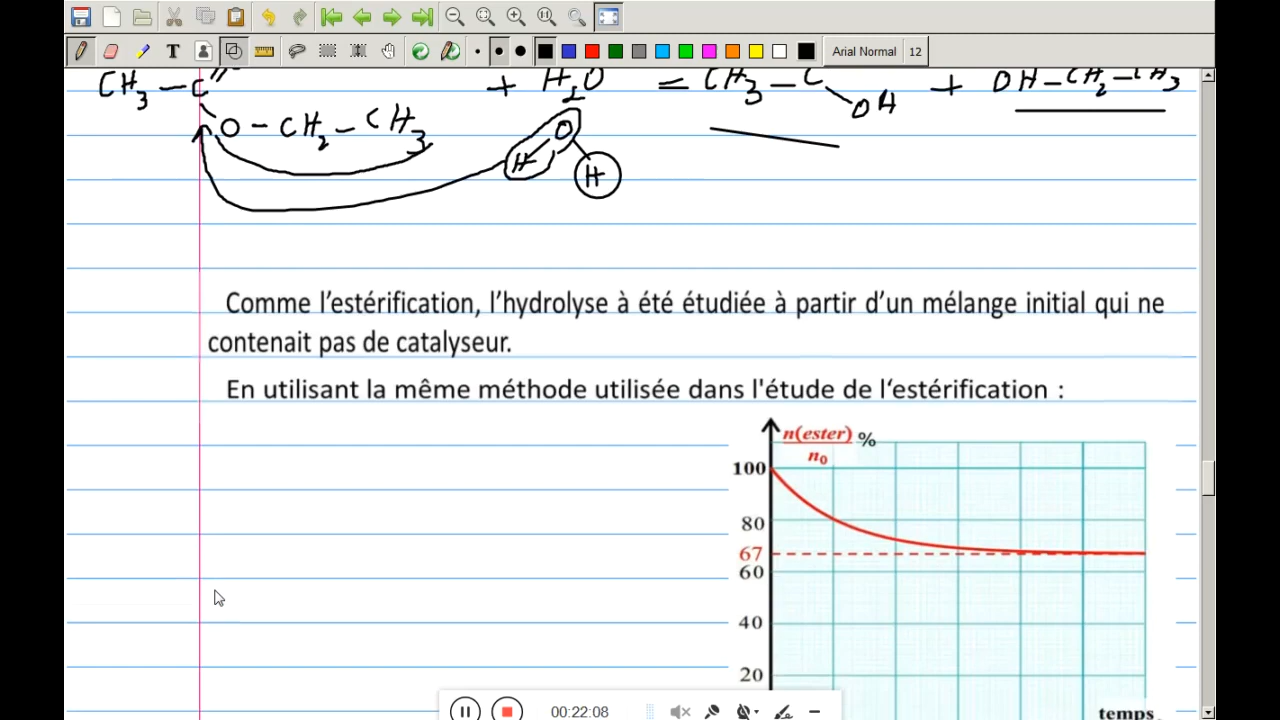 T
Arial Normal 12
CH3 – C + H2O = CH3 – C + OH – CH2 – CH3
OH
O – CH2 – CH3
O
H
H
Comme l’estérification, l’hydrolyse à été étudiée à partir d’un mélange initial qui ne
contenait pas de catalyseur.
En utilisant la même méthode utilisée dans l'étude de l‘estérification :
n(ester) %
n0
100
80
67
60
40
20
temps
00:22:08